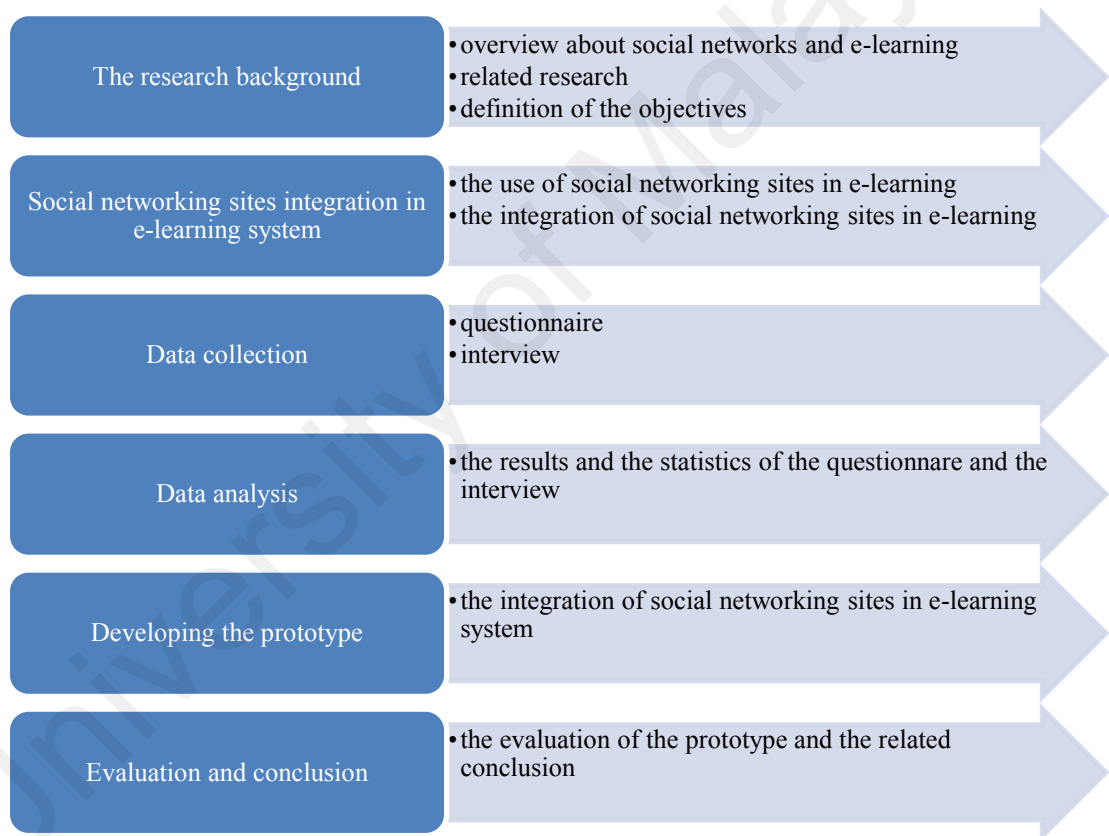 The research background
•overview about social networks and e-learning
•related research
•definition of the objectives
Social networking sites integration in
e-learning system
•the use of social networking sites in e-learning
•the integration of social networking sites in e-learning
Data collection
•questionnaire
•interview
Data analysis
•the results and the statistics of the questionnare and the
interview
Developing the prototype
•the integration of social networking sites in e-learning
system
Evaluation and conclusion
•the evaluation of the prototype and the related
conclusion
University of Malay